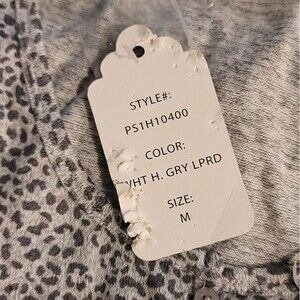 STYLE#:
PS1H10400
COLOR:
WHT H. GRY LPRD
SIZE:
M